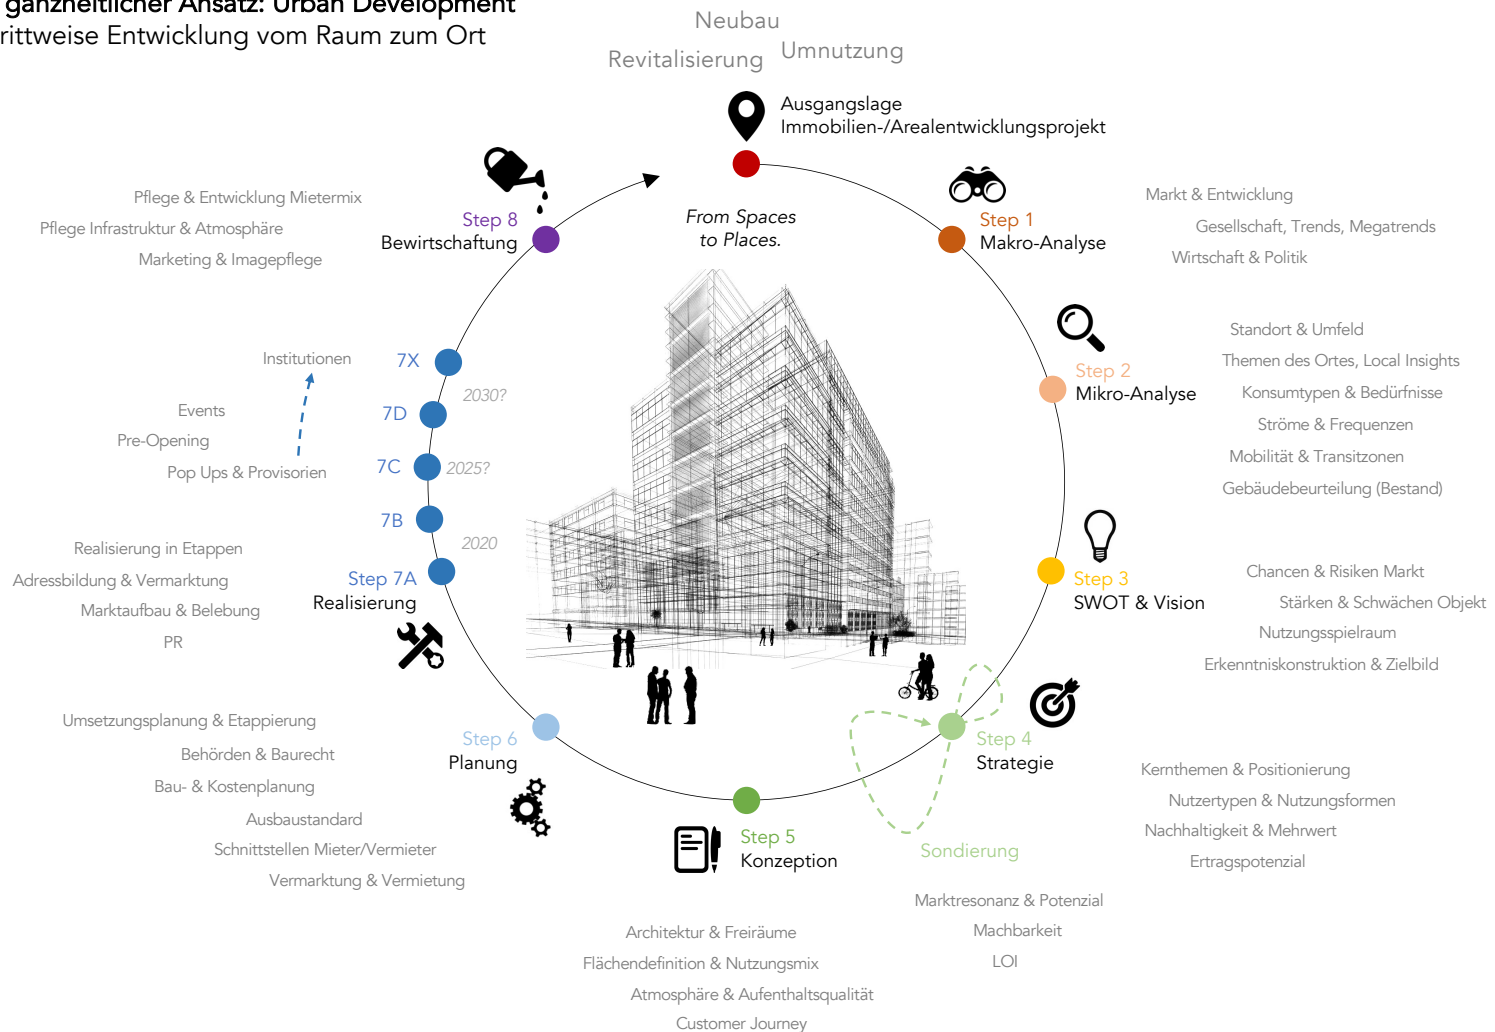 ganzheitlicher Ansatz: Urban Development
rittweise Entwicklung vom Raum zum Ort
Neubau
Revitalisierung
Umnutzung
Ausgangslage
Immobilien-/Arealentwicklungsprojekt
From Spaces
to Places.
Step 1
Makro-Analyse
Markt & Entwicklung
Gesellschaft, Trends, Megatrends
Wirtschaft & Politik
Step 2
Mikro-Analyse
Standort & Umfeld
Themen des Ortes, Local Insights
Konsumtypen & Bedürfnisse
Ströme & Frequenzen
Mobilität & Transitzonen
Gebäudebeurteilung (Bestand)
Step 3
SWOT & Vision
Chancen & Risiken Markt
Stärken & Schwächen Objekt
Nutzungsspielraum
Erkenntniskonstruktion & Zielbild
Step 4
Strategie
Kernthemen & Positionierung
Nutzertypen & Nutzungsformen
Nachhaltigkeit & Mehrwert
Ertragspotenzial
Sondierung
Marktresonanz & Potenzial
Machbarkeit
LOI
Step 5
Konzeption
Architektur & Freiräume
Flächendefinition & Nutzungsmix
Atmosphäre & Aufenthaltsqualität
Customer Journey
Step 6
Planung
Umsetzungsplanung & Etappierung
Behörden & Baurecht
Bau- & Kostenplanung
Ausbaustandard
Schnittstellen Mieter/Vermieter
Vermarktung & Vermietung
Step 7A
Realisierung
Realisierung in Etappen
Adressbildung & Vermarktung
Marktaufbau & Belebung
PR
2020
7B
7C
2025?
7D
2030?
7X
Institutionen
Events
Pre-Opening
Pop Ups & Provisorien
Step 8
Bewirtschaftung
Pflege & Entwicklung Mietermix
Pflege Infrastruktur & Atmosphäre
Marketing & Imagepflege